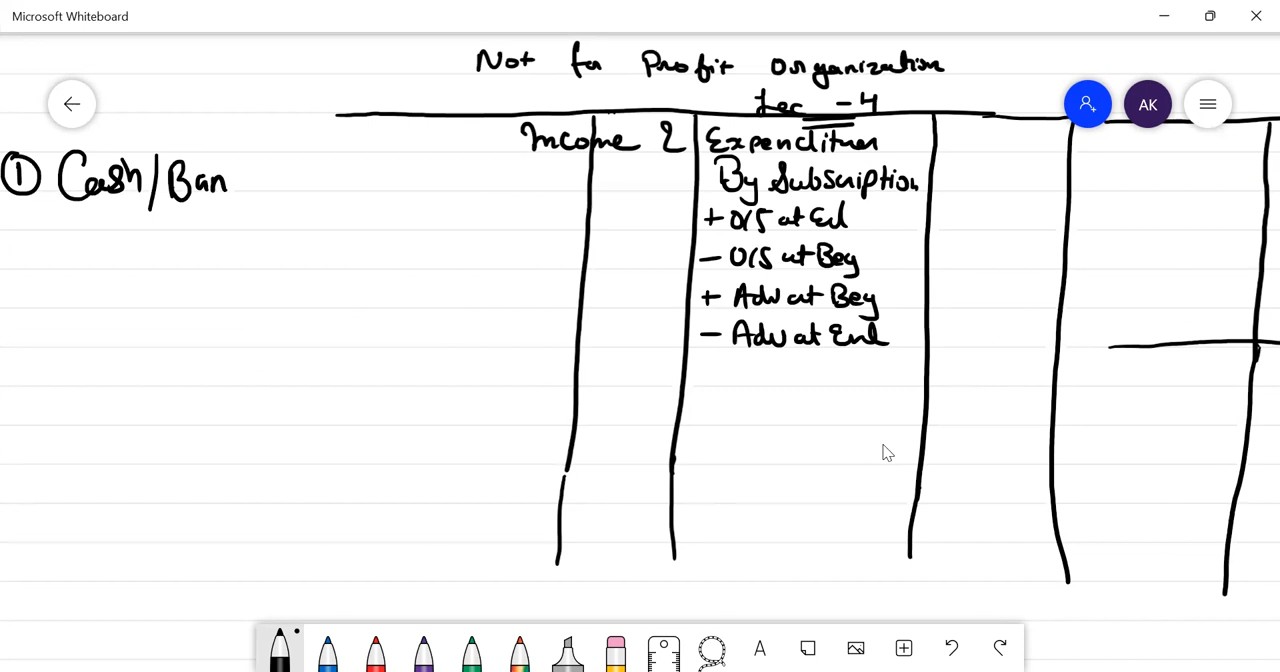 Microsoft Whiteboard
Not for Profit Organization
Lec - 4
AK
Income & Expenditure
① Cash/Ban
By Subscription
+ O/S at End
- O/S at Beg
+ Adv at Beg
- Adv at End
A